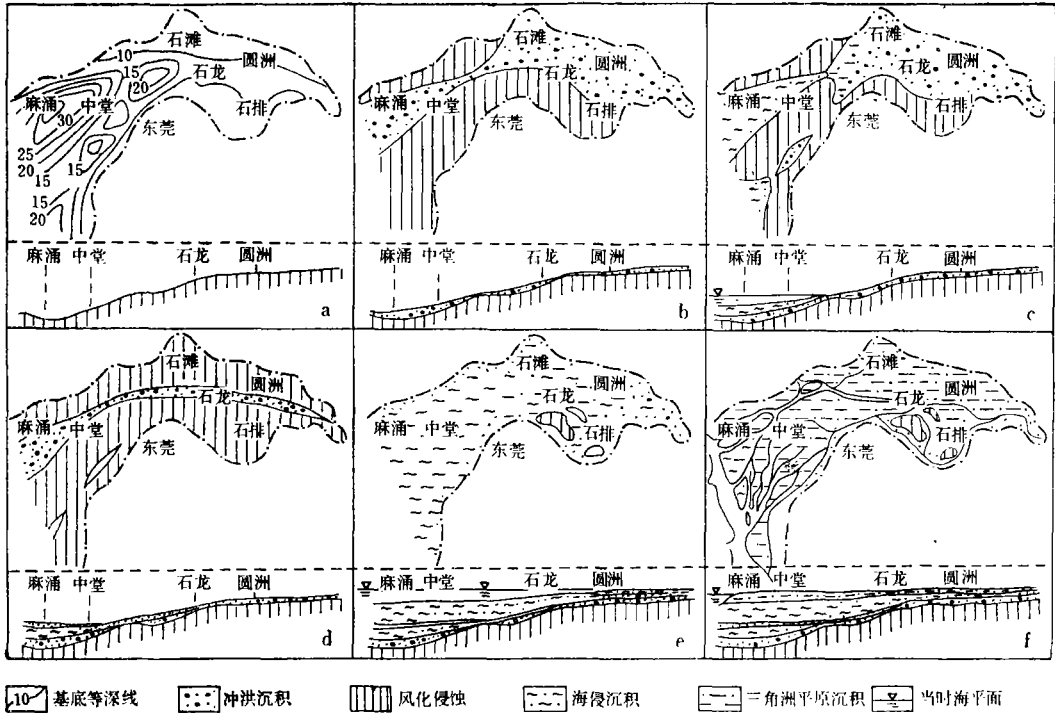 10 石滩
15 圆洲
20 石龙
麻涌 中堂 石排
30
东莞
25
20 15
15
15
20
麻涌 中堂 石龙 圆洲
a
石滩
圆洲
石龙
麻涌 中堂 石排
东莞
麻涌 中堂 石龙 圆洲
b
石滩
圆洲
石龙
麻涌 中堂 石排
东莞
麻涌 中堂 石龙 圆洲
c
石滩
圆洲
石龙
麻涌 中堂 石排
东莞
麻涌 中堂 石龙 圆洲
d
石滩
圆洲
石龙
麻涌 中堂 石排
东莞
麻涌 中堂 石龙 圆洲
e
石滩
圆洲
石龙
麻涌 中堂 石排
东莞
麻涌 中堂 石龙 圆洲
f
10 基底等深线 冲洪沉积 风化侵蚀 海侵沉积 三角洲平原沉积 当时海平面